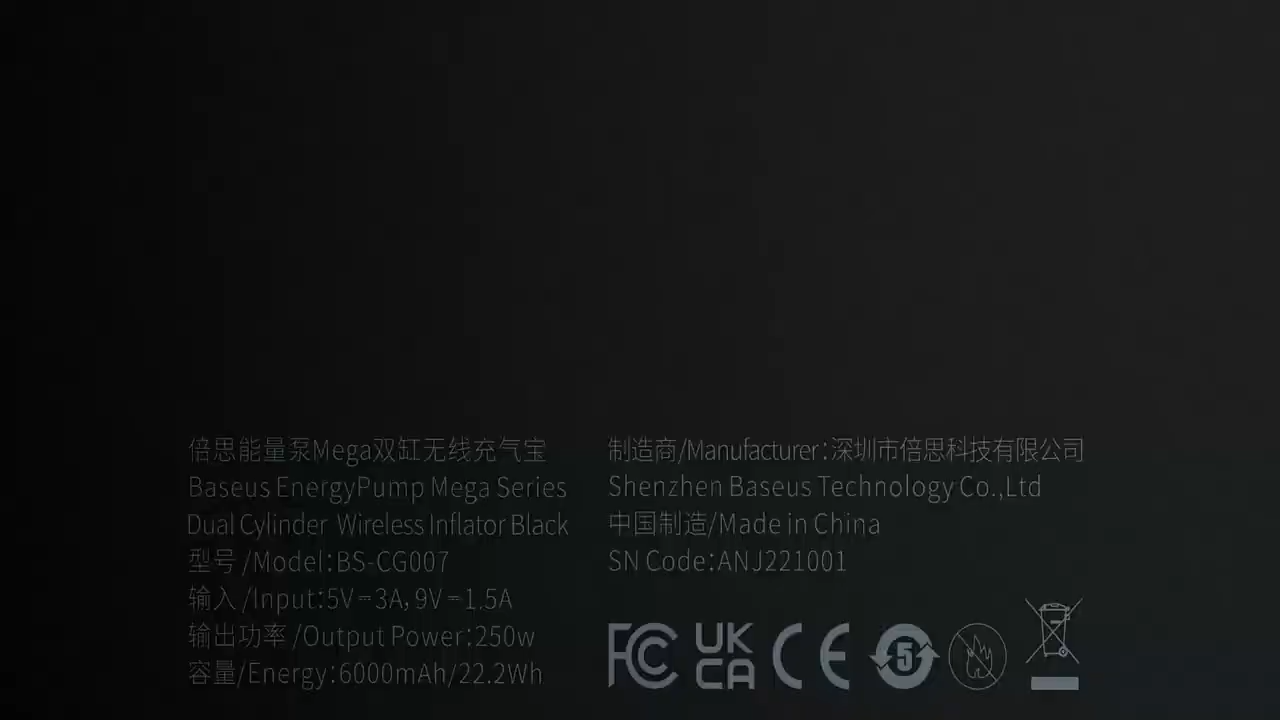 倍思能量泵Mega双缸无线充气宝
Baseus EnergyPump Mega Series
Dual Cylinder Wireless Inflator Black
型号 /Model:BS-CG007
输入 /Input:5V⎓3A, 9V⎓1.5A
输出功率 /Output Power:250w
容量/Energy:6000mAh/22.2Wh
制造商/Manufacturer:深圳市倍思科技有限公司
Shenzhen Baseus Technology Co.,Ltd
中国制造/Made in China
SN Code:ANJ221001
FC UK CA CE 5